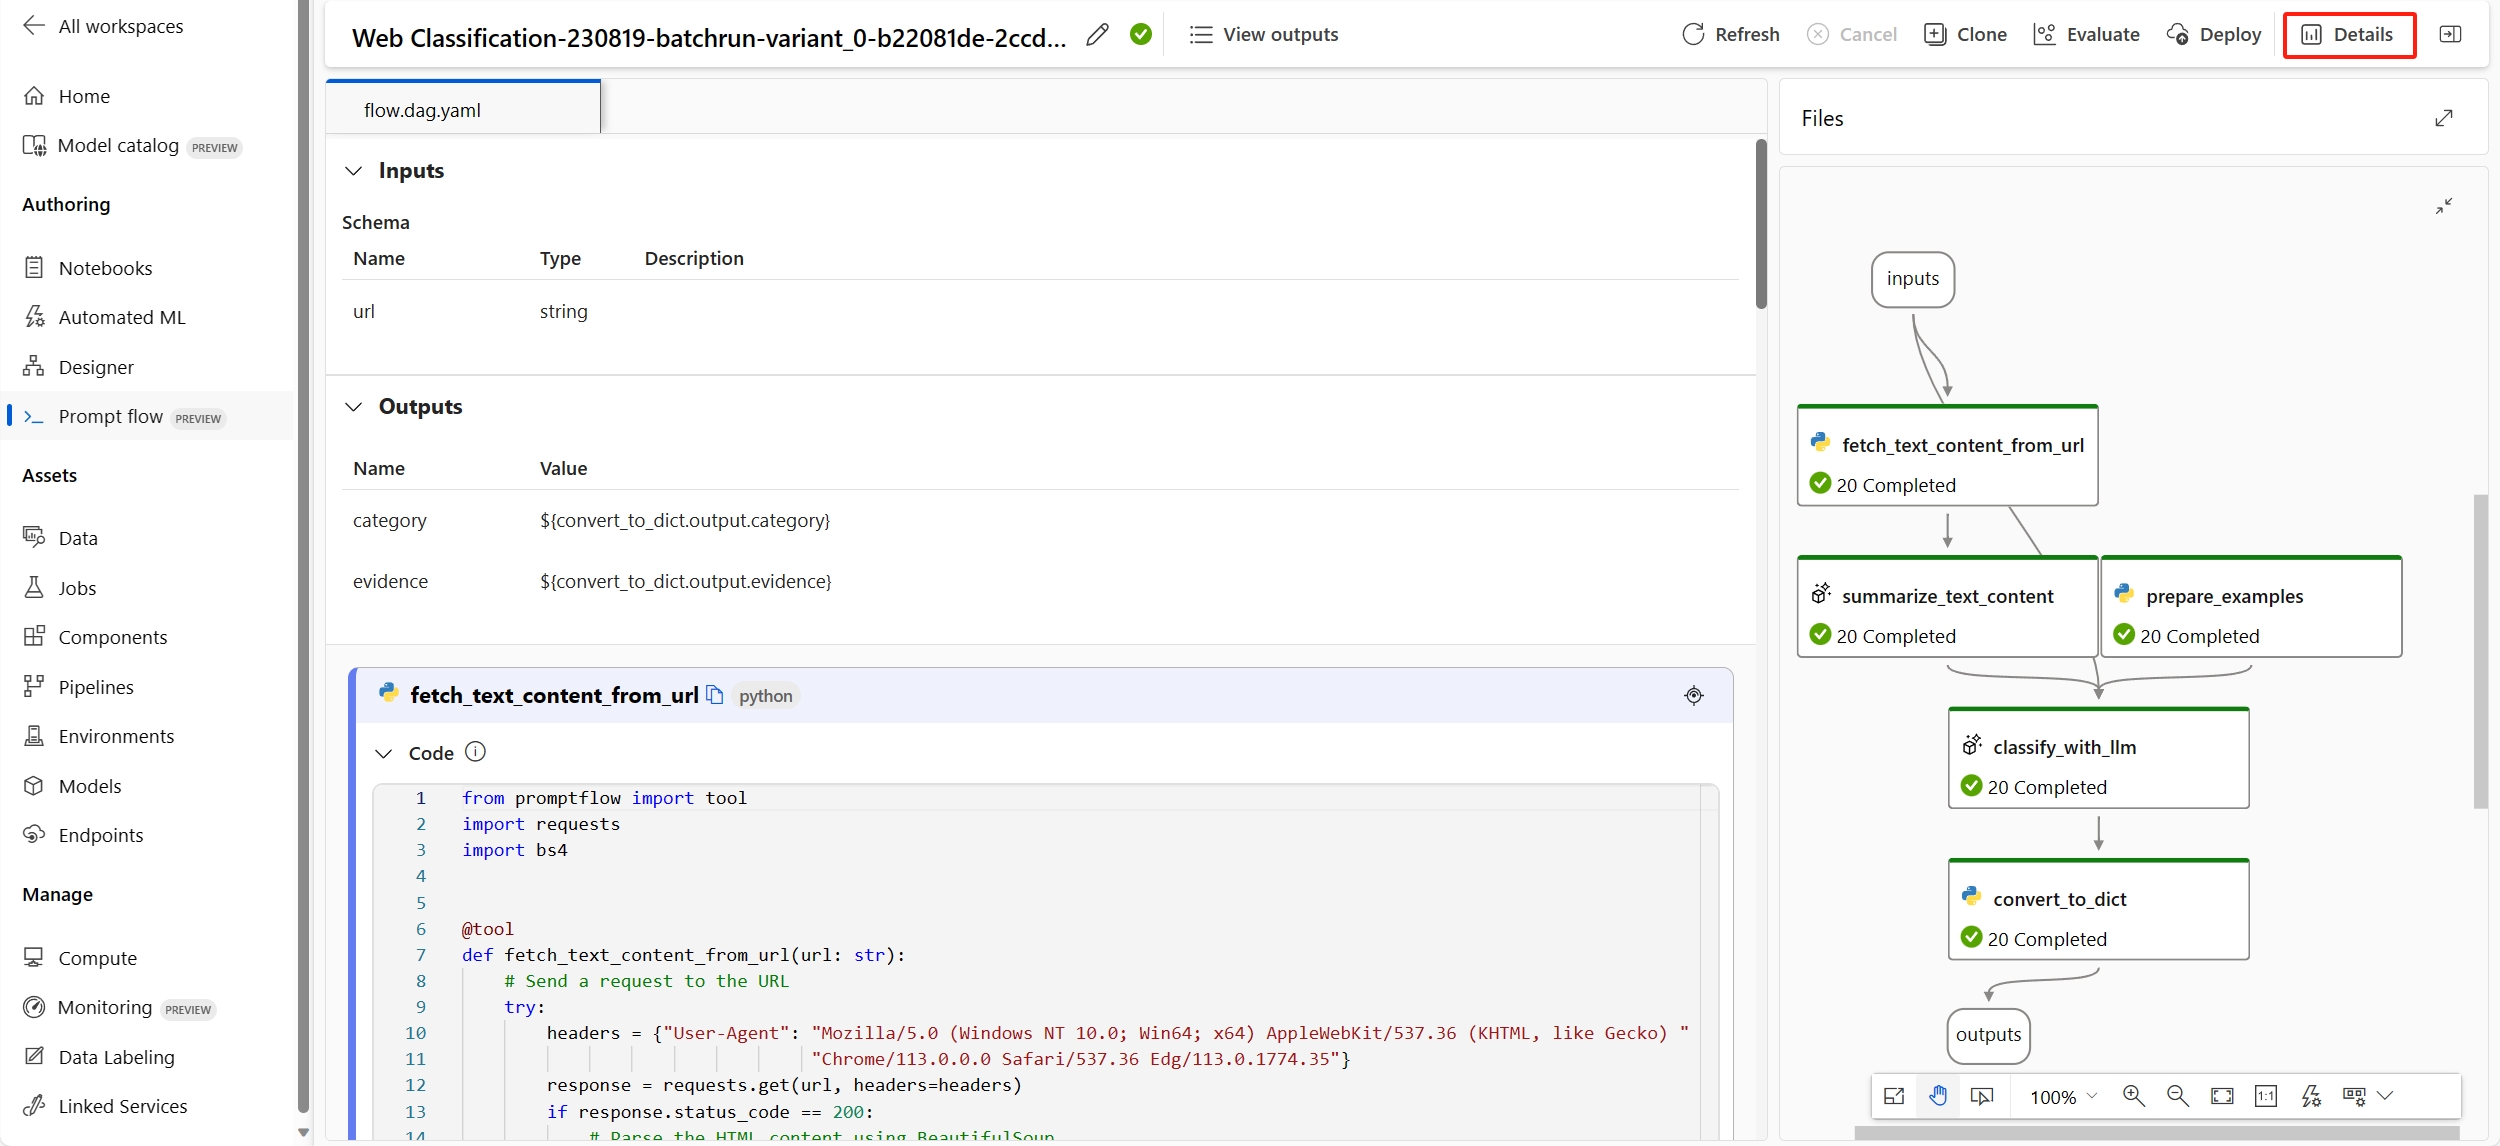 All workspaces
Home
Model catalog PREVIEW
Authoring
Notebooks
Automated ML
Designer
Prompt flow PREVIEW
Assets
Data
Jobs
Components
Pipelines
Environments
Models
Endpoints
Manage
Compute
Monitoring PREVIEW
Data Labeling
Linked Services
Web Classification-230819-batchrun-variant_0-b22081de-2ccd...
View outputs
Refresh
Cancel
Clone
Evaluate
Deploy
Details
flow.dag.yaml
Inputs
Schema
Name Type Description
url string
Outputs
Name Value
category ${convert_to_dict.output.category}
evidence ${convert_to_dict.output.evidence}
fetch_text_content_from_url python
Code
1 from promptflow import tool
2 import requests
3 import bs4
4
5
6 @tool
7 def fetch_text_content_from_url(url: str):
8 # Send a request to the URL
9 try:
10 headers = {"User-Agent": "Mozilla/5.0 (Windows NT 10.0; Win64; x64) AppleWebKit/537.36 (KHTML, like Gecko) "
11 "Chrome/113.0.0.0 Safari/537.36 Edg/113.0.1774.35"}
12 response = requests.get(url, headers=headers)
13 if response.status_code == 200:
14 # Parse the HTML content using BeautifulSoup
Files
inputs
fetch_text_content_from_url
20 Completed
summarize_text_content
20 Completed
prepare_examples
20 Completed
classify_with_llm
20 Completed
convert_to_dict
20 Completed
outputs
100%
1:1